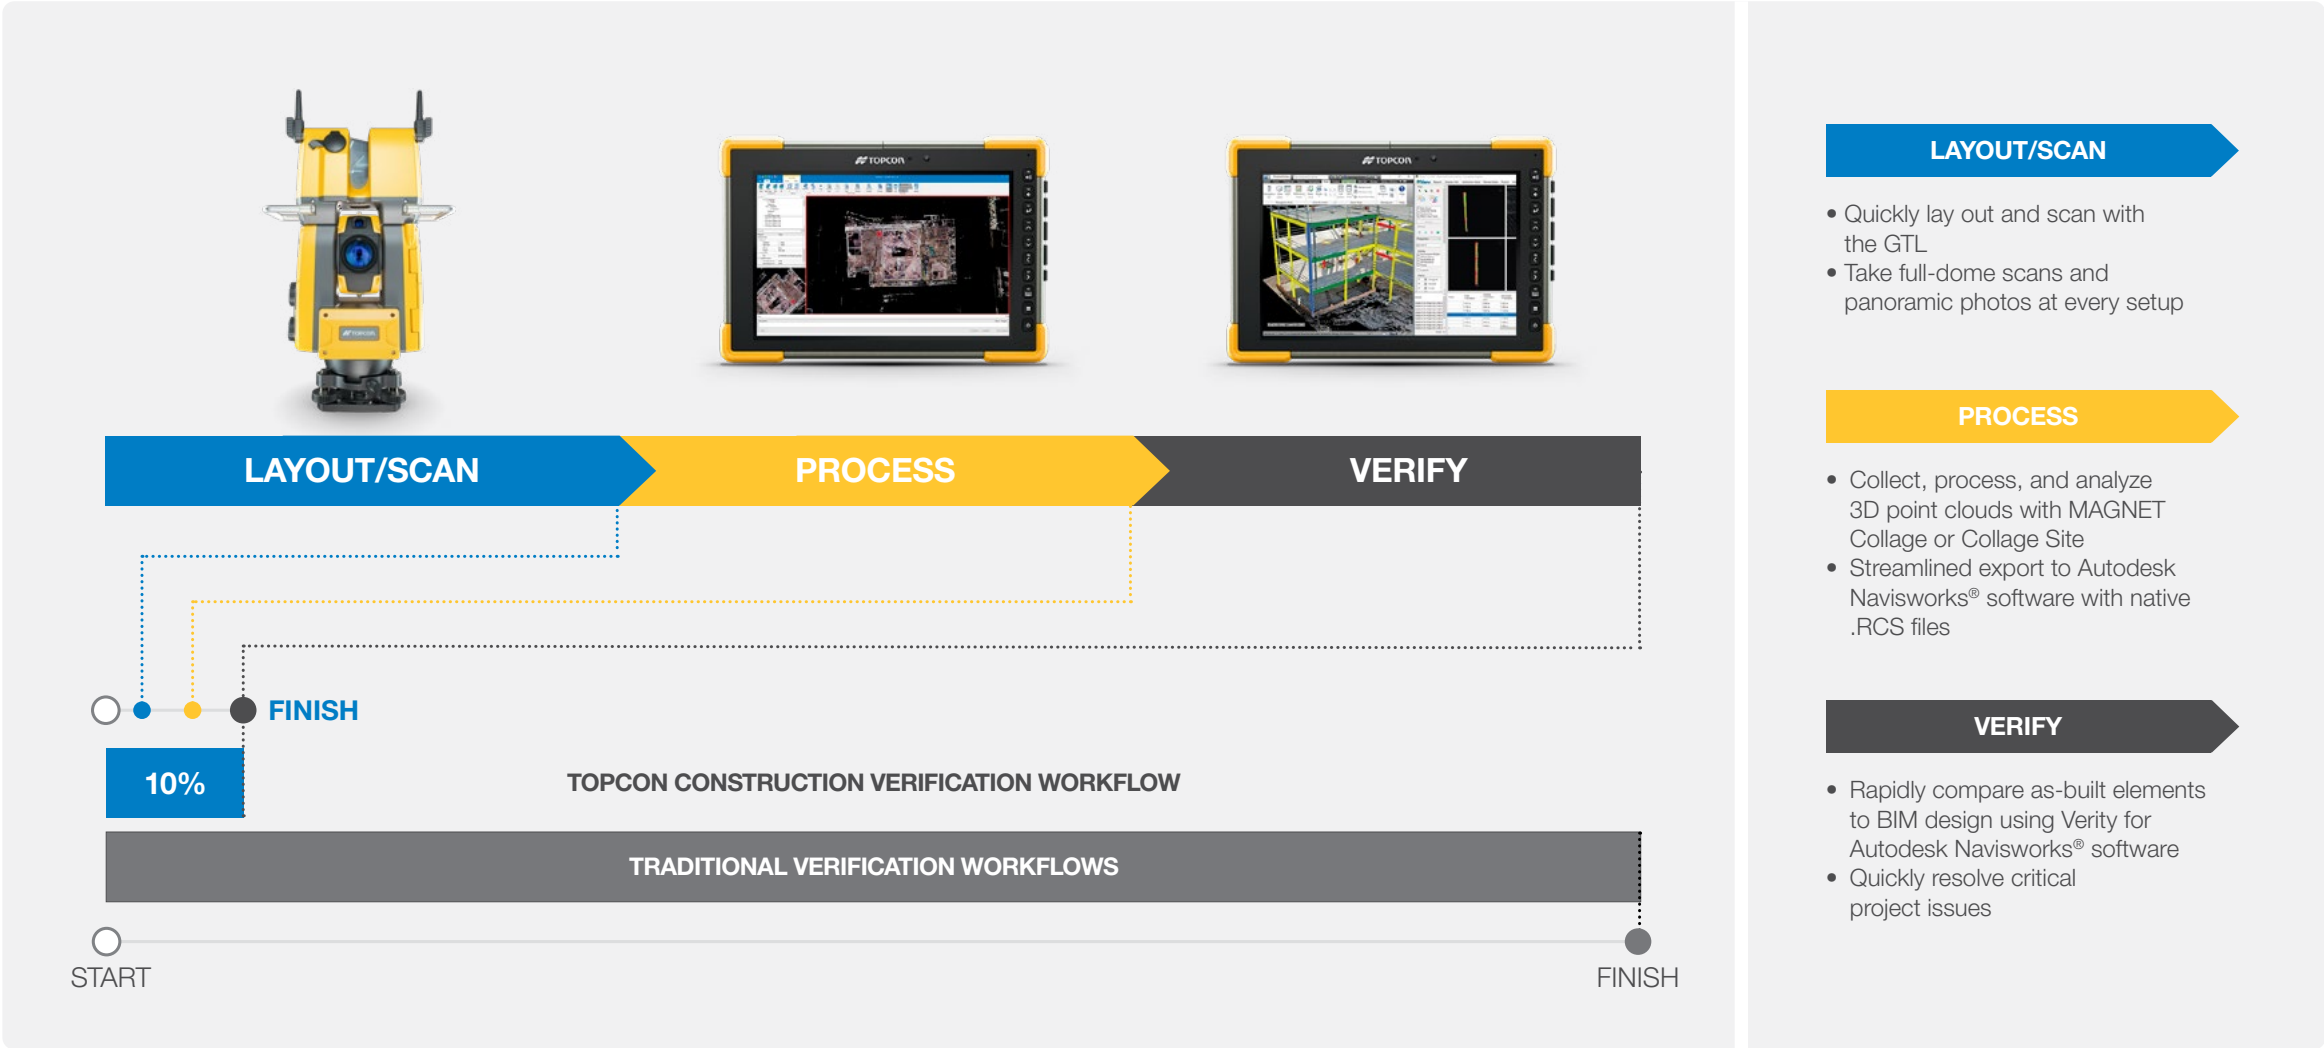 TOPCON
TOPCON
TOPCON
LAYOUT/SCAN
PROCESS
VERIFY
FINISH
10%
TOPCON CONSTRUCTION VERIFICATION WORKFLOW
TRADITIONAL VERIFICATION WORKFLOWS
START
FINISH
LAYOUT/SCAN
• Quickly lay out and scan with
the GTL
• Take full-dome scans and
panoramic photos at every setup
PROCESS
• Collect, process, and analyze
3D point clouds with MAGNET
Collage or Collage Site
• Streamlined export to Autodesk
Navisworks® software with native
.RCS files
VERIFY
• Rapidly compare as-built elements
to BIM design using Verity for
Autodesk Navisworks® software
• Quickly resolve critical
project issues